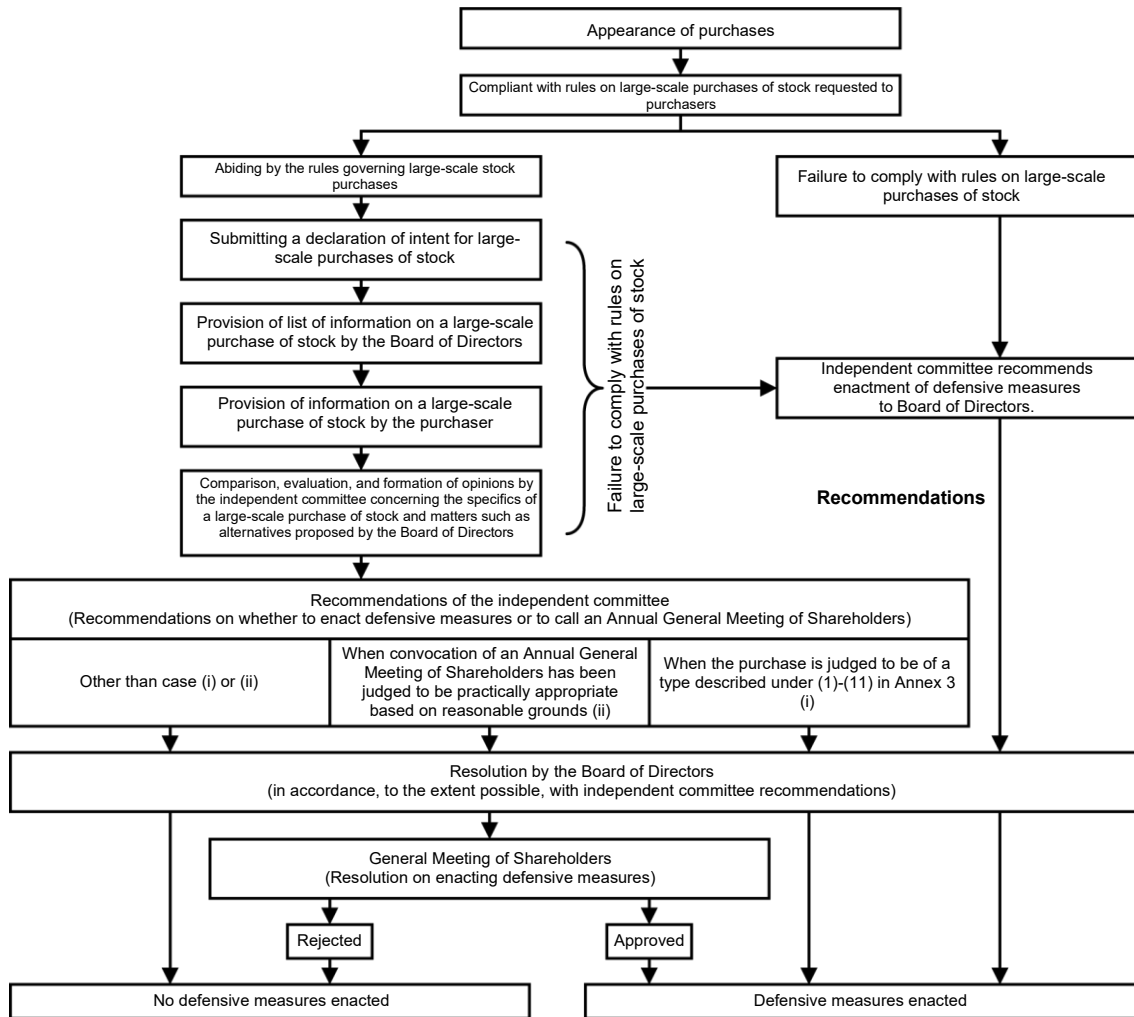 Appearance of purchases
Compliant with rules on large-scale purchases of stock requested to
purchasers
Abiding by the rules governing large-scale stock
purchases
Failure to comply with rules on large-scale
purchases of stock
Submitting a declaration of intent for large-
scale purchases of stock
Provision of list of information on a large-scale
purchase of stock by the Board of Directors
Provision of information on a large-scale
purchase of stock by the purchaser
Comparison, evaluation, and formation of opinions by
the independent committee concerning the specifics of
a large-scale purchase of stock and matters such as
alternatives proposed by the Board of Directors
Failure to comply with rules on
large-scale purchases of stock
Independent committee recommends
enactment of defensive measures
to Board of Directors.
Recommendations
Recommendations of the independent committee
(Recommendations on whether to enact defensive measures or to call an Annual General Meeting of Shareholders)
Other than case (i) or (ii)
When convocation of an Annual General
Meeting of Shareholders has been
judged to be practically appropriate
based on reasonable grounds (ii)
When the purchase is judged to be of a
type described under (1)-(11) in Annex 3
(i)
Resolution by the Board of Directors
(in accordance, to the extent possible, with independent committee recommendations)
General Meeting of Shareholders
(Resolution on enacting defensive measures)
Rejected
Approved
No defensive measures enacted
Defensive measures enacted